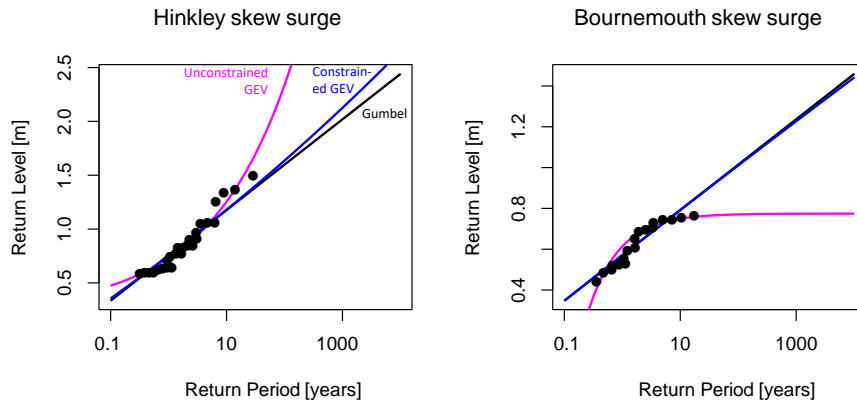 Hinkley skew surge
Unconstrained
GEV
Constrain-
ed GEV
Gumbel
Return Level [m]
2.5
2.0
1.5
1.0
0.5
0.1
10
1000
Return Period [years]
Bournemouth skew surge
Return Level [m]
1.2
0.8
0.4
0.1
10
1000
Return Period [years]